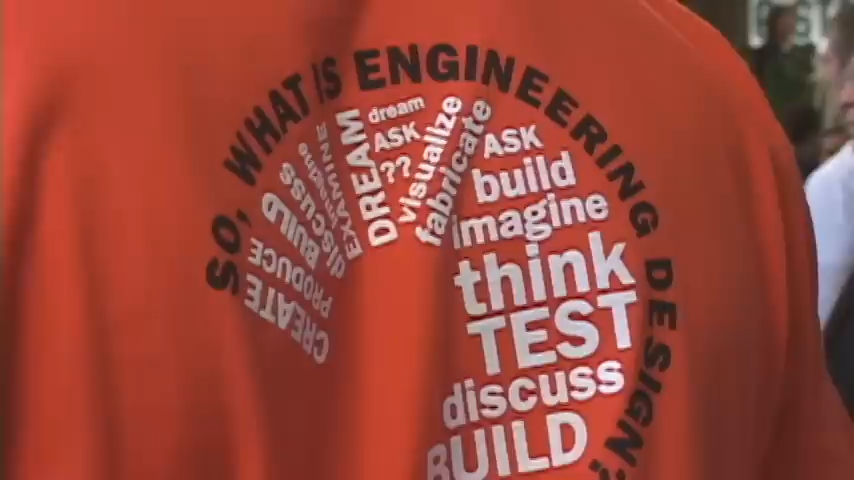 SO, WHAT IS ENGINEERING DESIGN?
CREATE
PRODUCE
BUILD
discuss
discuss
imagine
EXAMINE
DREAM
dream
ASK
??
visualize
fabricate
ASK
build
imagine
think
TEST
discuss
BUILD